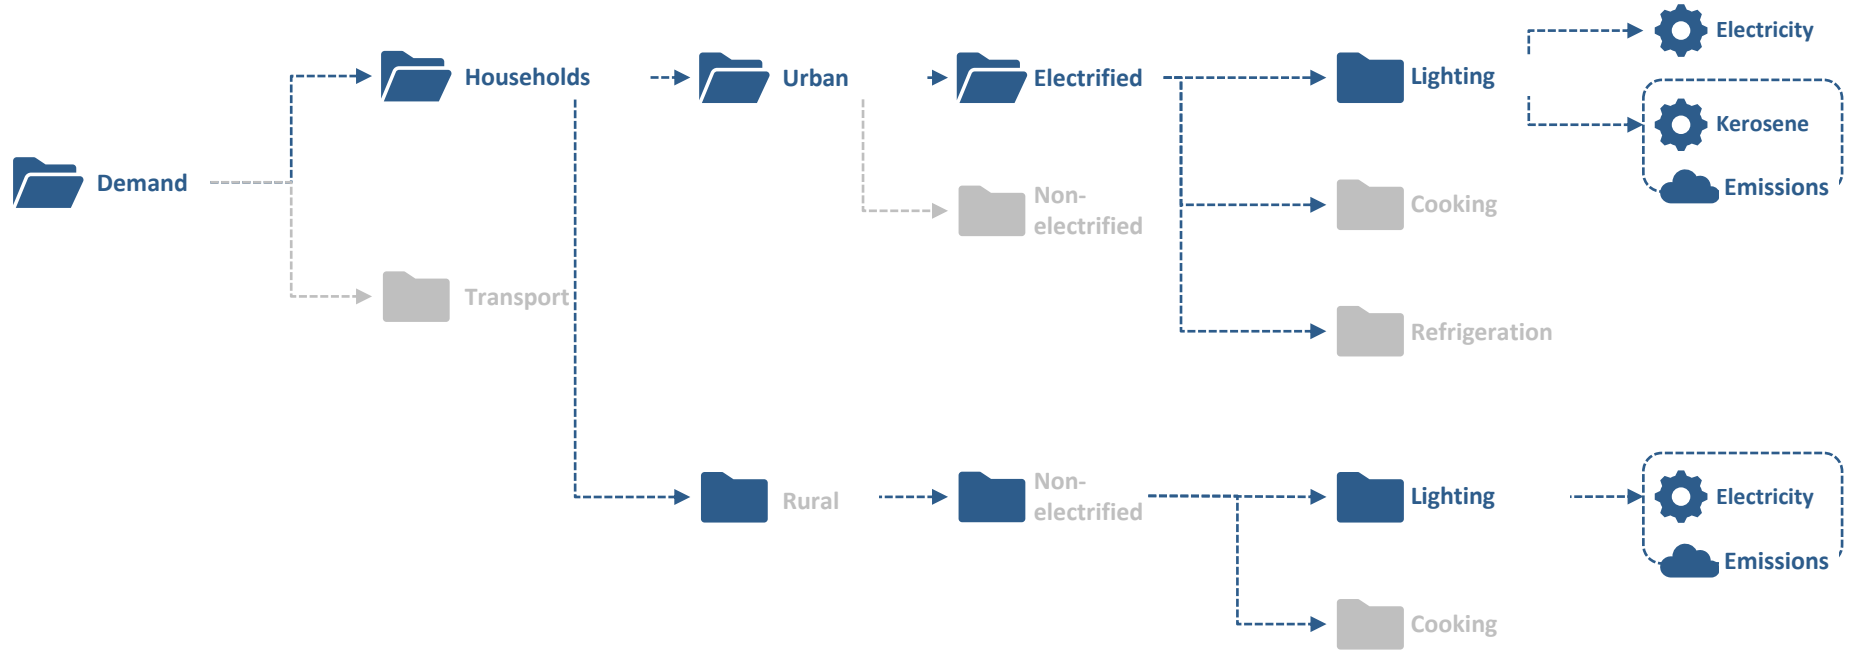 Electricity
Households
Urban
Electrified
Lighting
Kerosene
Demand
Emissions
Non-
electrified
Cooking
Transport
Refrigeration
Rural
Non-
electrified
Lighting
Electricity
Emissions
Cooking